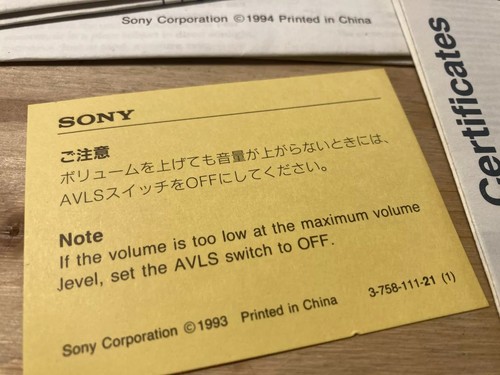 Sony Corporation ©1994 Printed in China
Certificates
SONY
ご注意
ボリュームを上げても音量が上がらないときには、
AVLSスイッチをOFFにしてください。
Note
If the volume is too low at the maximum volume
level, set the AVLS switch to OFF.
3-758-111-21 (1)
Sony Corporation ©1993 Printed in China